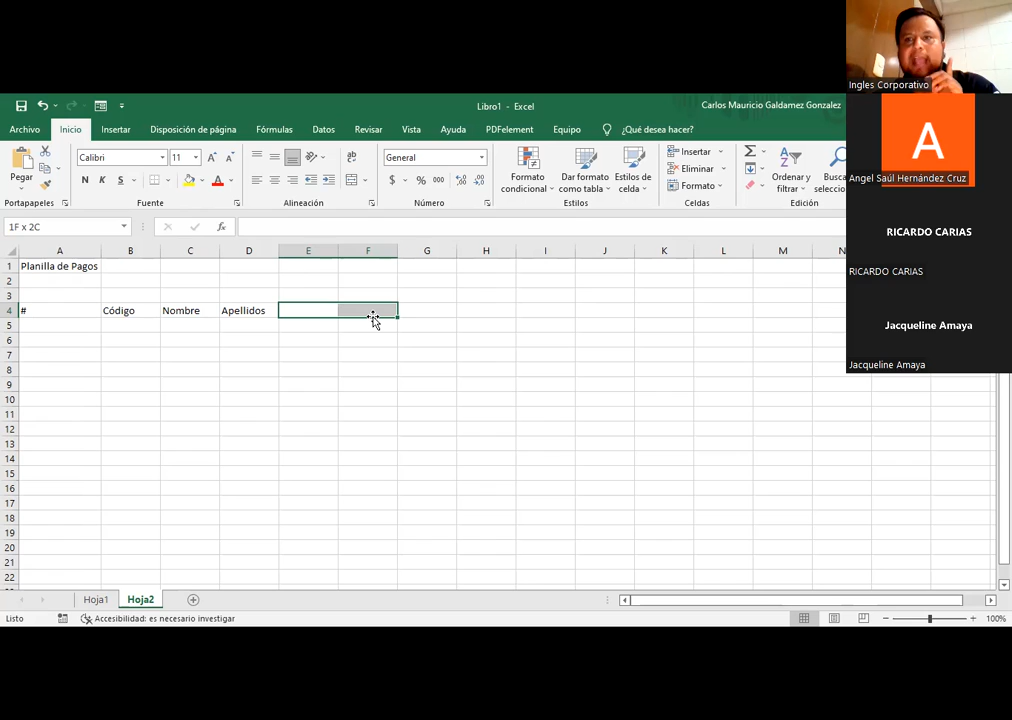 Ingles Corporativo
Libro1 - Excel
Carlos Mauricio Galdamez Gonzalez
Archivo Inicio Insertar Disposición de página Fórmulas Datos Revisar Vista Ayuda PDFelement Equipo ¿Qué desea hacer?
A
Angel Saúl Hernández Cruz
Pegar
Calibri 11
N K S
General
$ % 000
Formato condicional
Dar formato como tabla
Estilos de celda
Insertar
Eliminar
Formato
Ordenar y filtrar
Portapapeles Fuente Alineación Número Estilos Celdas Edición
1F x 2C
fx
RICARDO CARIAS
RICARDO CARIAS
A B C D E F G H I J K L M N
1 Planilla de Pagos
2
3
4 # Código Nombre Apellidos
5
6
7
8
9
10
11
12
13
14
15
16
17
18
19
20
21
22
Jacqueline Amaya
Jacqueline Amaya
Hoja1 Hoja2
Listo Accesibilidad: es necesario investigar 100%